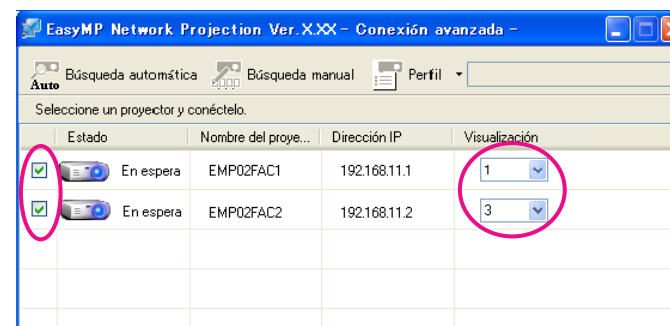 EasyMP Network Projection Ver.X.XX – Conexión avanzada –
Auto Búsqueda automática Búsqueda manual Perfil
Seleccione un proyector y conéctelo.
Estado Nombre del proye... Dirección IP Visualización
En espera EMP02FAC1 192.168.11.1 1
En espera EMP02FAC2 192.168.11.2 3